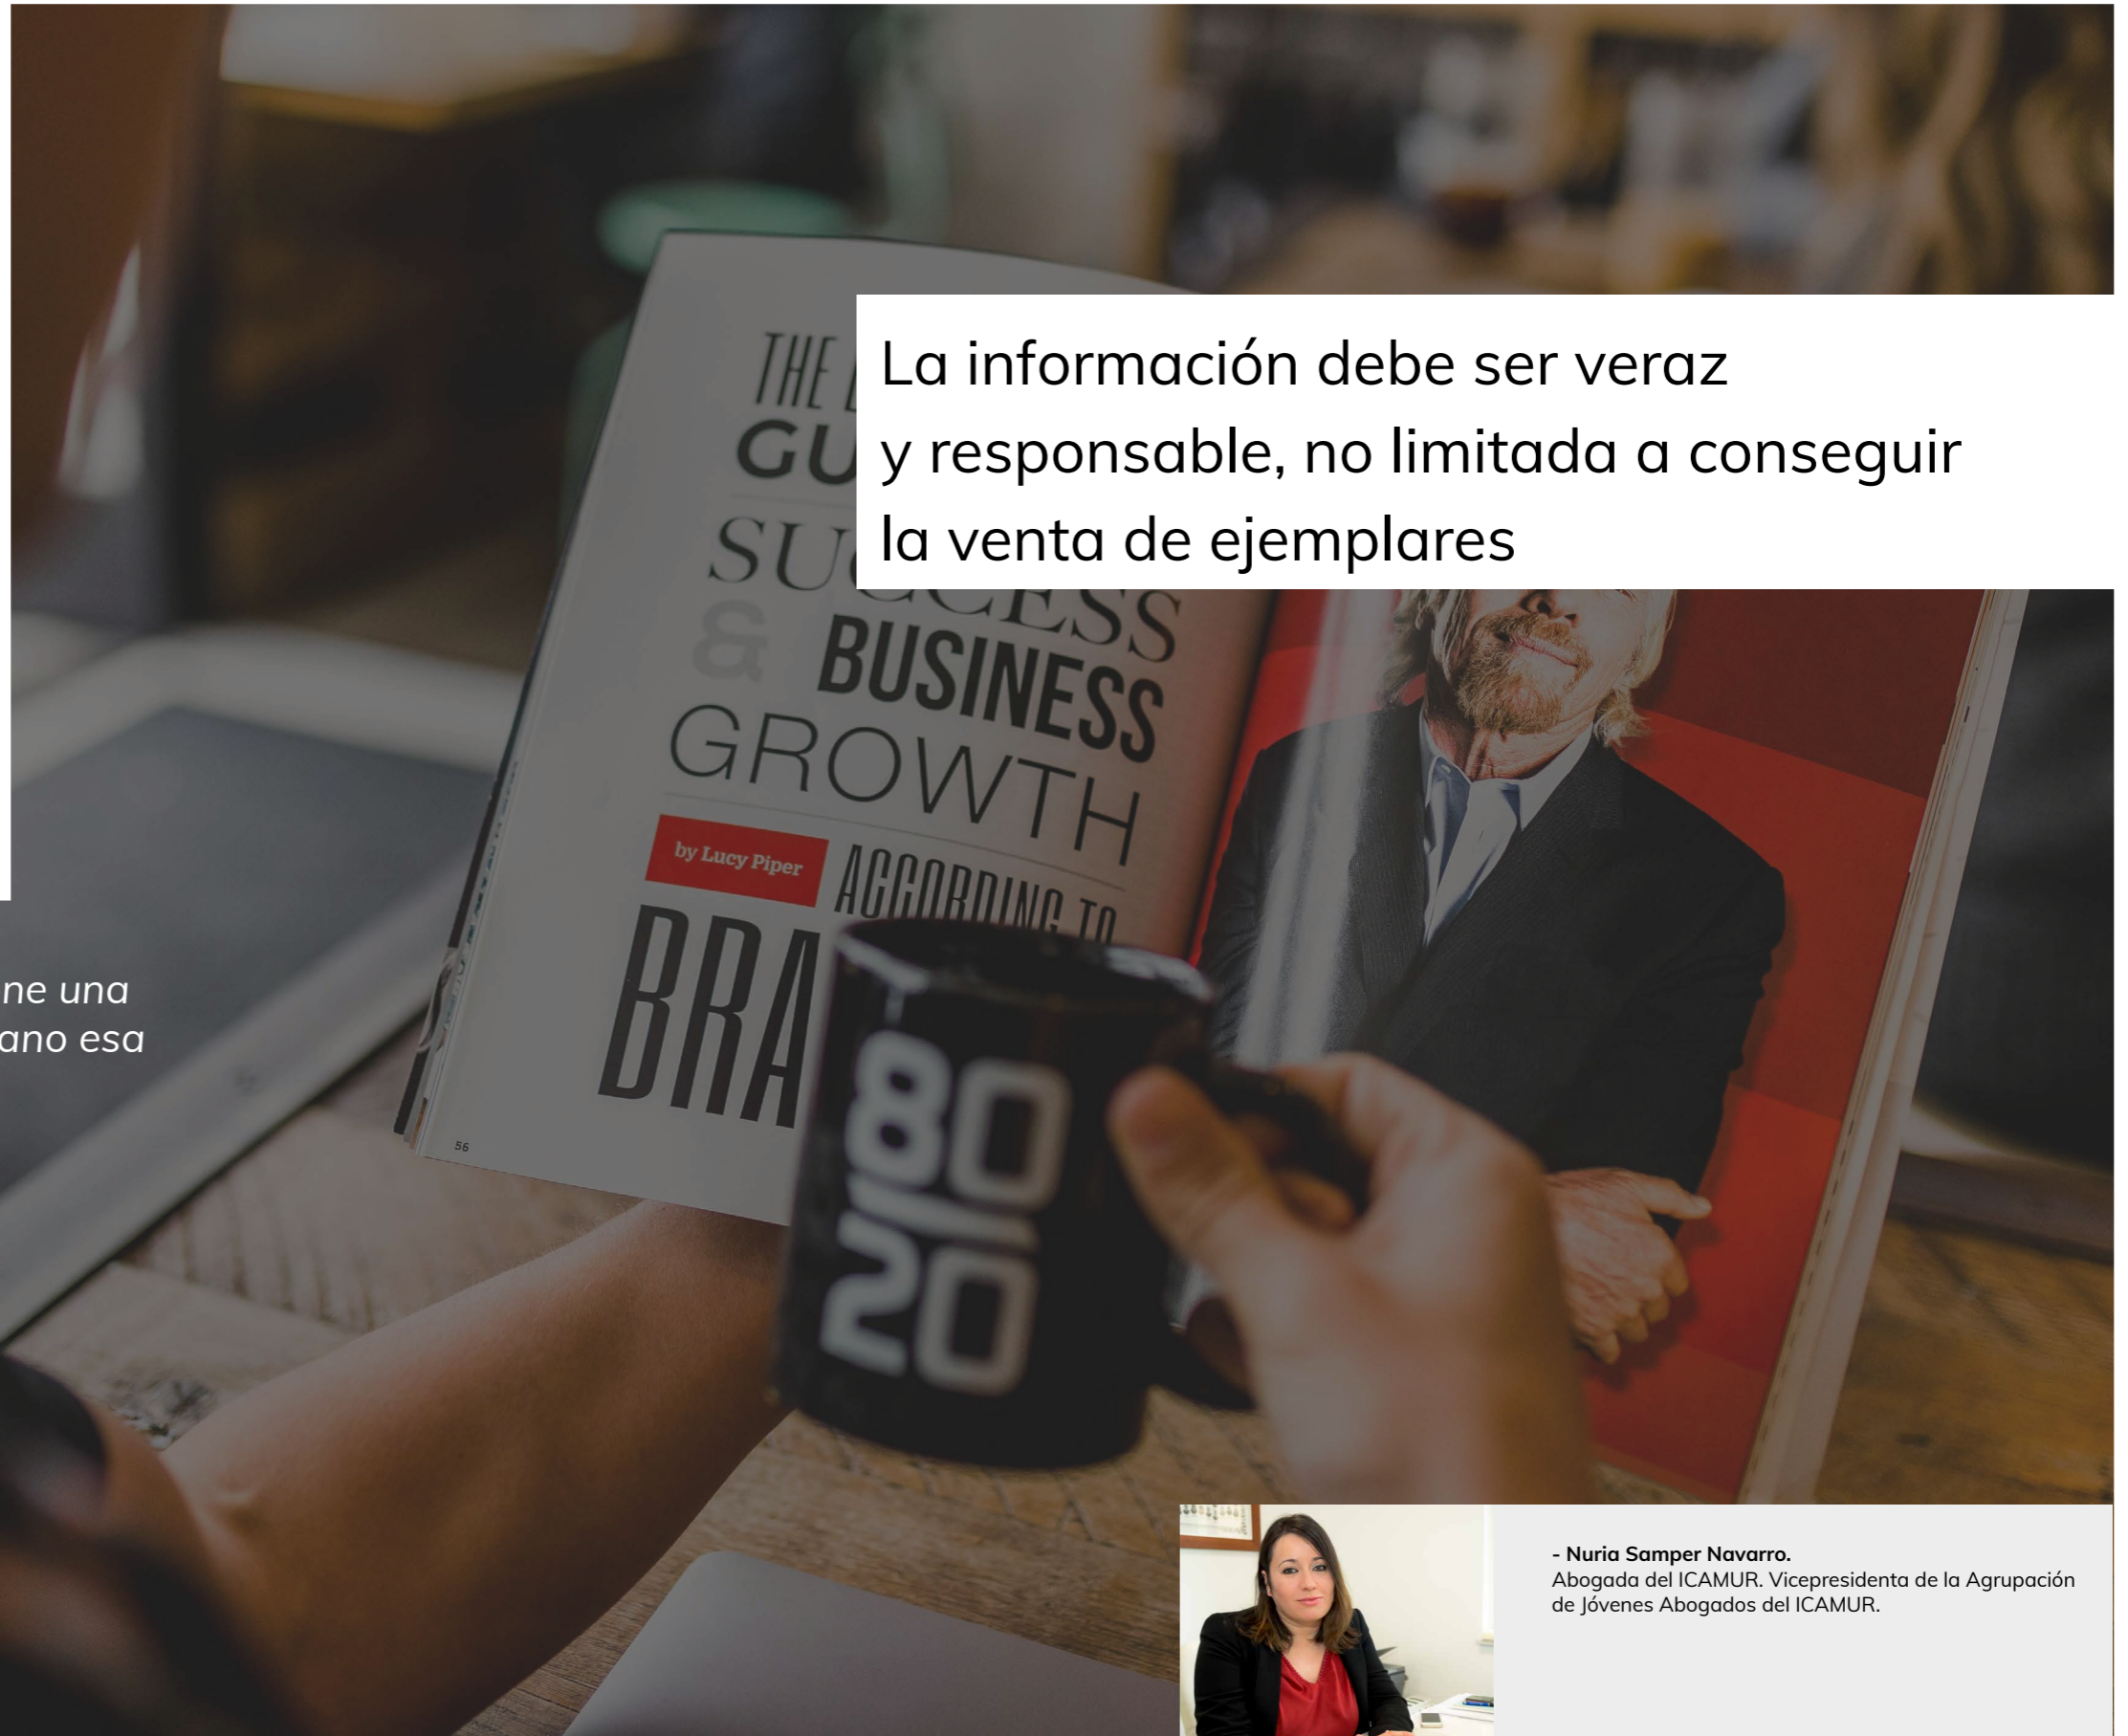 La información debe ser veraz
y responsable, no limitada a conseguir
la venta de ejemplares
THE
GU
SUCCESS
& BUSINESS
GROWTH
by Lucy Piper
ACCORDING TO
BRA
80
20
56
ne una
ano esa
- Nuria Samper Navarro.
Abogada del ICAMUR. Vicepresidenta de la Agrupación
de Jóvenes Abogados del ICAMUR.